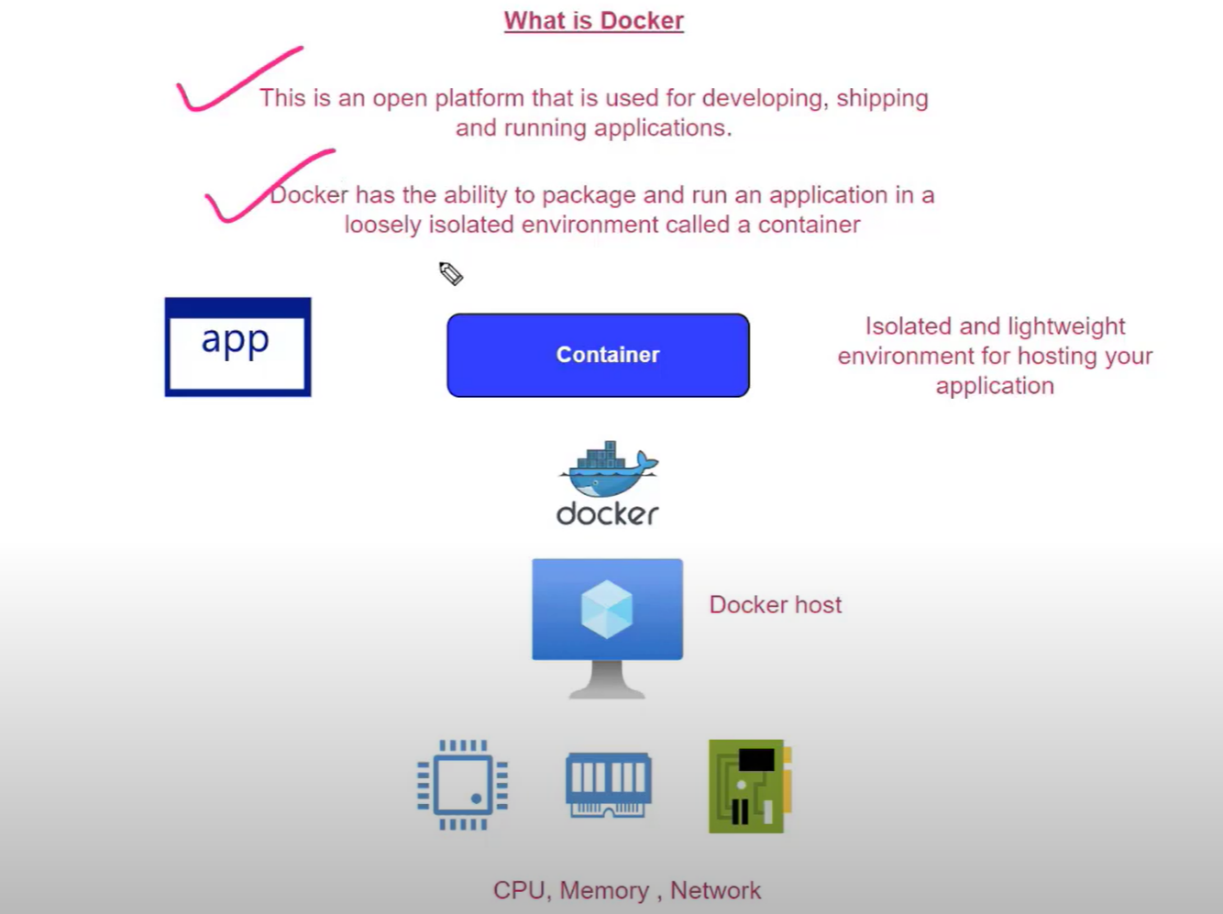 What is Docker
This is an open platform that is used for developing, shipping
and running applications.
Docker has the ability to package and run an application in a
loosely isolated environment called a container
app
Container
Isolated and lightweight
environment for hosting your
application
docker
Docker host
CPU, Memory , Network